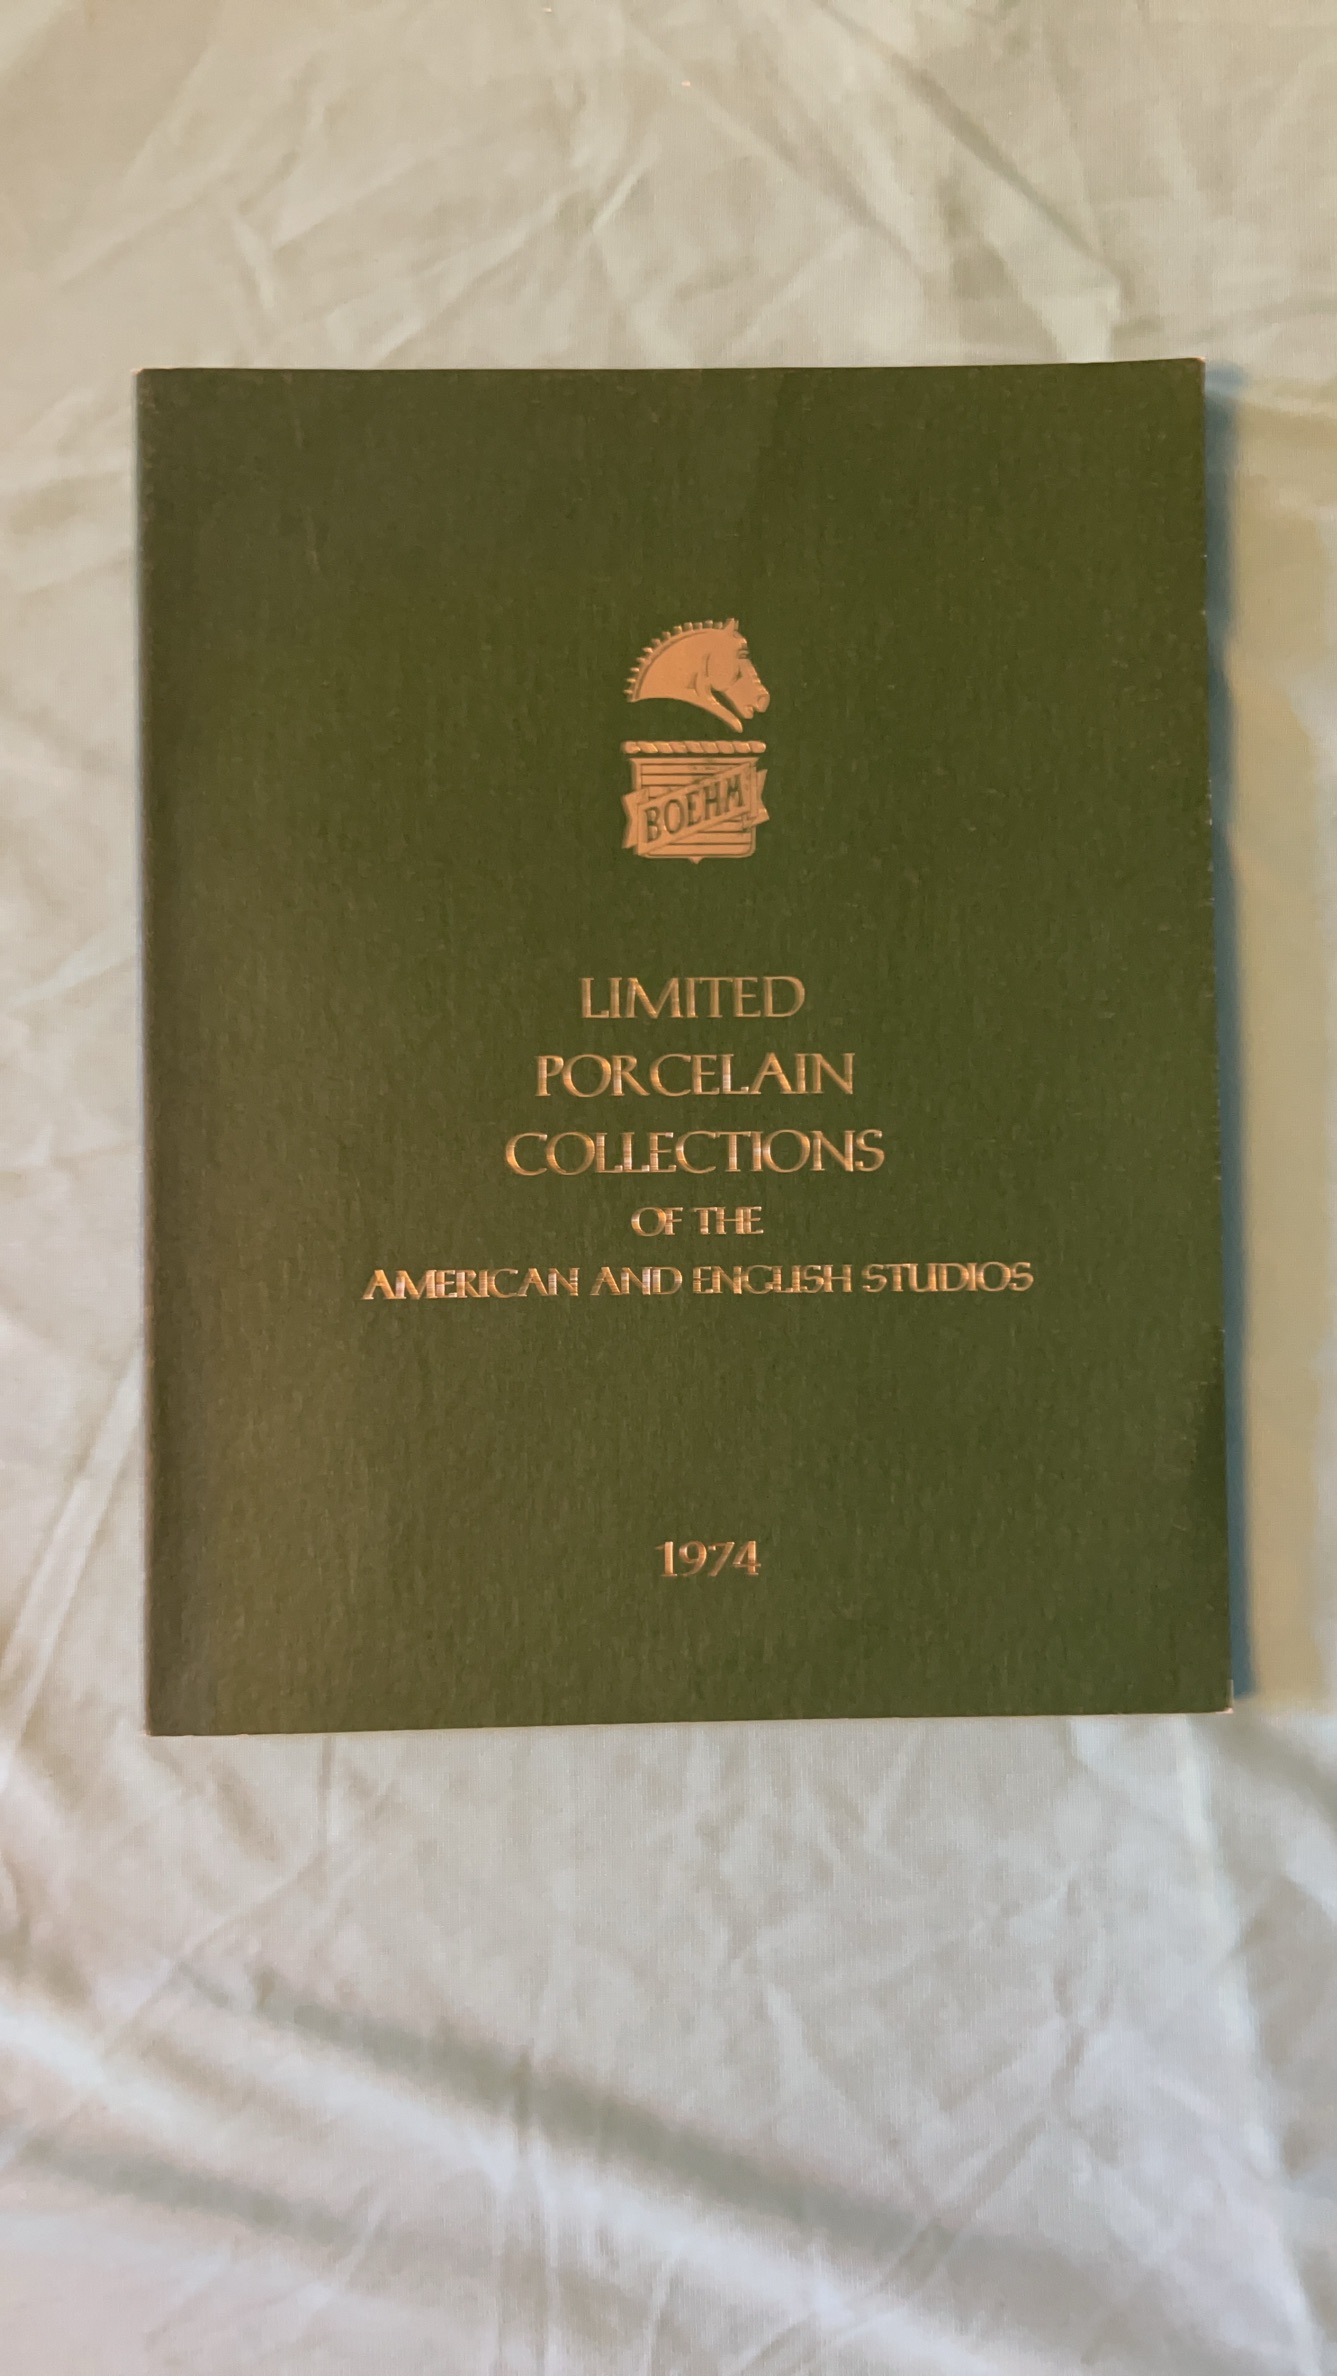 BOEHM
LIMITED
PORCELAIN
COLLECTIONS
OF THE
AMERICAN AND ENGLISH STUDIOS
1974